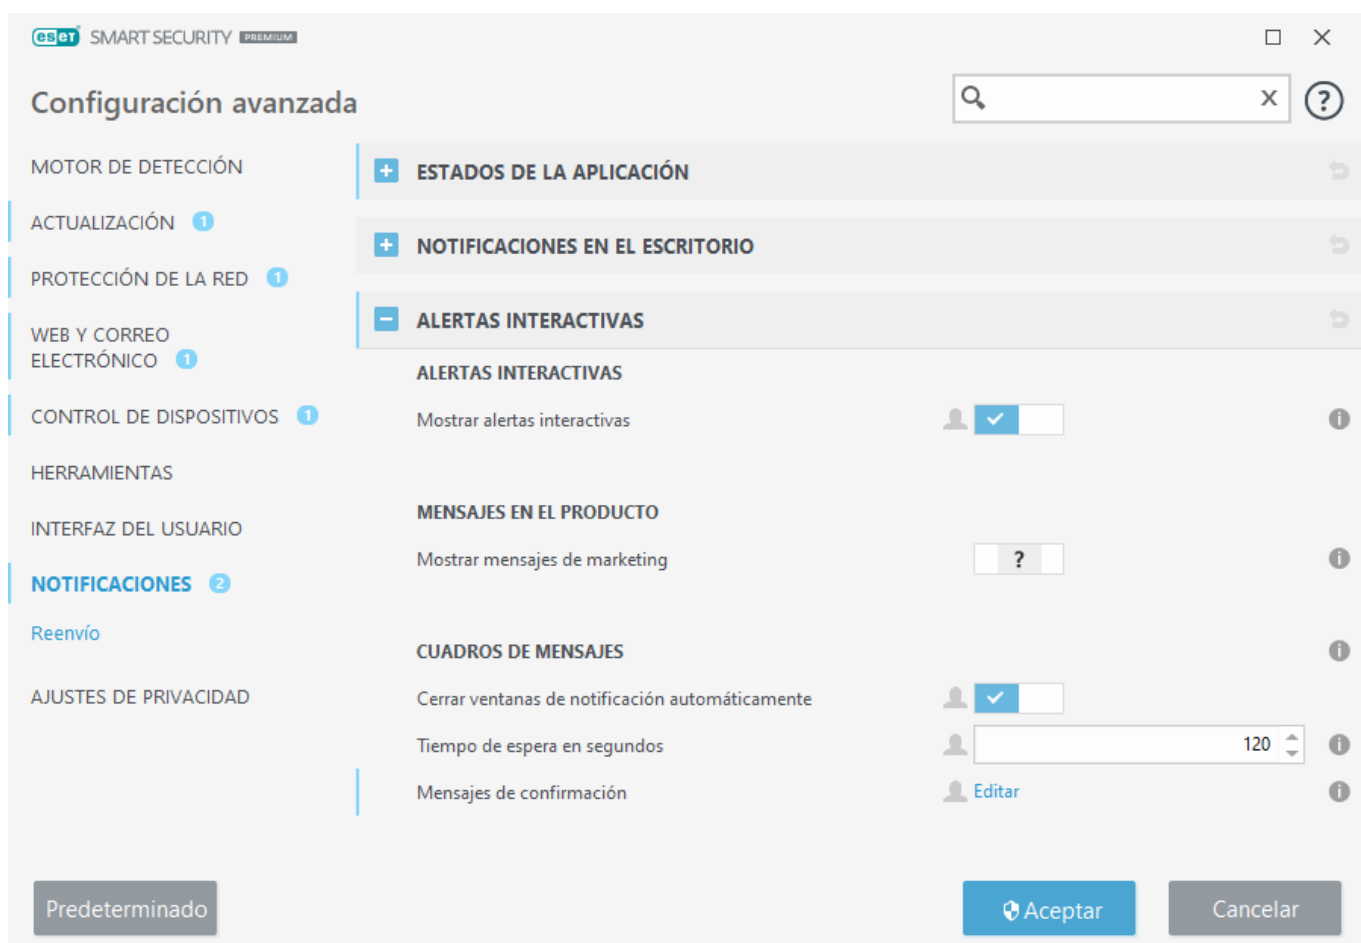 eset SMART SECURITY PREMIUM
Configuración avanzada
x
?
MOTOR DE DETECCIÓN
ACTUALIZACIÓN 1
PROTECCIÓN DE LA RED 1
WEB Y CORREO
ELECTRÓNICO 1
CONTROL DE DISPOSITIVOS 1
HERRAMIENTAS
INTERFAZ DEL USUARIO
NOTIFICACIONES 2
Reenvío
AJUSTES DE PRIVACIDAD
ESTADOS DE LA APLICACIÓN
NOTIFICACIONES EN EL ESCRITORIO
ALERTAS INTERACTIVAS
ALERTAS INTERACTIVAS
Mostrar alertas interactivas
MENSAJES EN EL PRODUCTO
Mostrar mensajes de marketing ?
CUADROS DE MENSAJES
Cerrar ventanas de notificación automáticamente
Tiempo de espera en segundos 120
Mensajes de confirmación Editar
Predeterminado
Aceptar
Cancelar